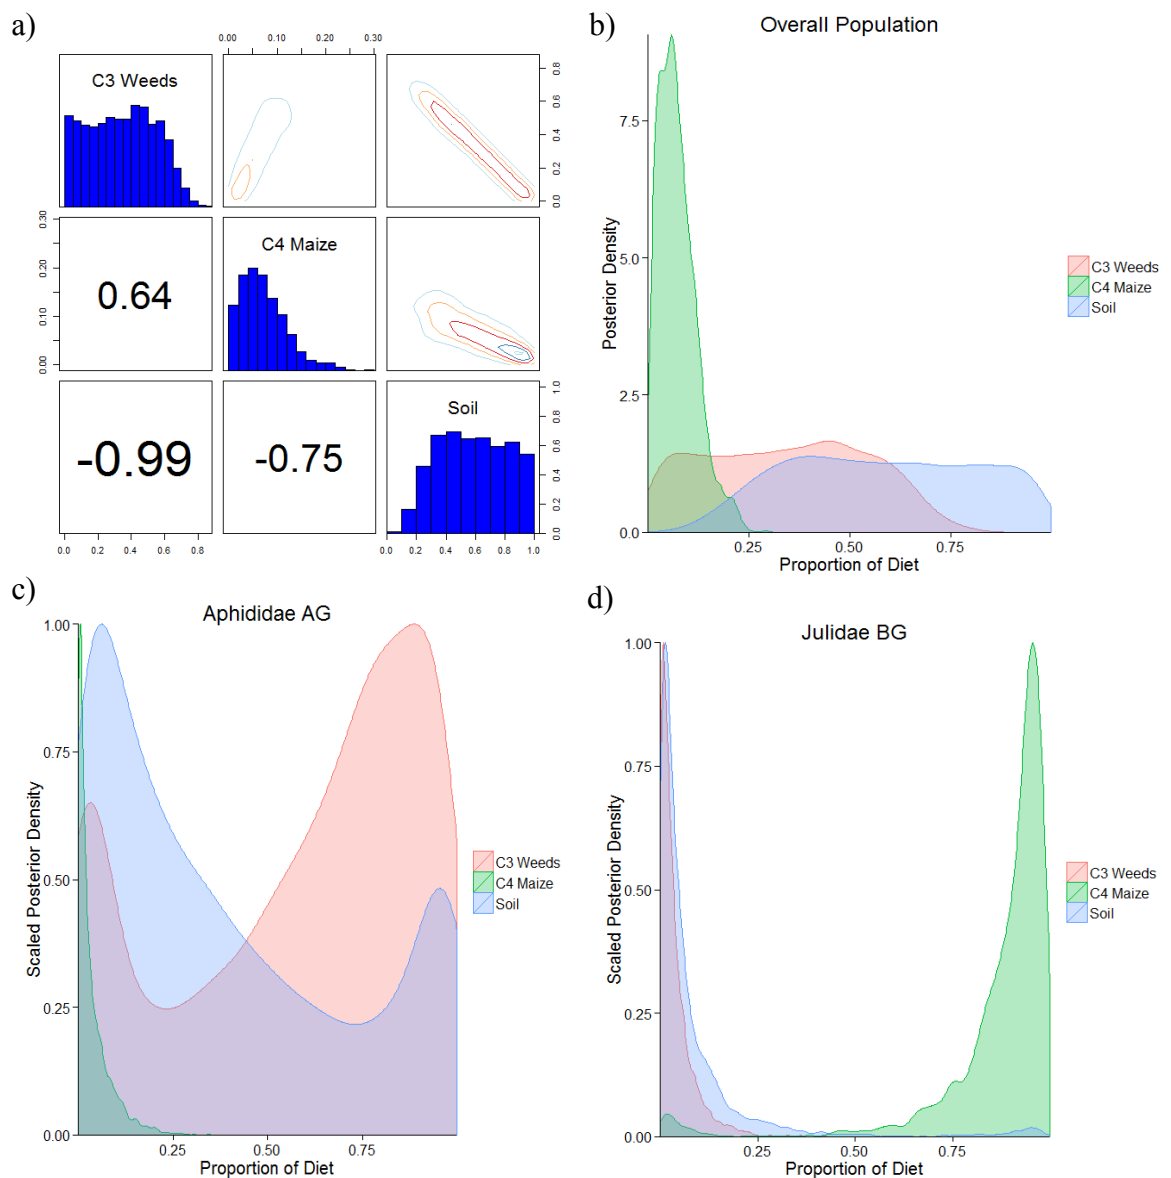 a)
0.00 0.10 0.20 0.30
C3 Weeds
0.0 0.2 0.4 0.6 0.8
0.00 0.10 0.20 0.30
C4 Maize
0.64
-0.99
-0.75
Soil
0.0 0.2 0.4 0.6 0.8 1.0
0.0 0.2 0.4 0.6 0.8
0.0 0.2 0.4 0.6 0.8 1.0
b)
Overall Population
Posterior Density
7.5
5.0
2.5
0.0
0.25 0.50 0.75
Proportion of Diet
C3 Weeds
C4 Maize
Soil
c)
Aphididae AG
Scaled Posterior Density
1.00
0.75
0.50
0.25
0.00
0.25 0.50 0.75
Proportion of Diet
C3 Weeds
C4 Maize
Soil
d)
Julidae BG
Scaled Posterior Density
1.00
0.75
0.50
0.25
0.00
0.25 0.50 0.75
Proportion of Diet
C3 Weeds
C4 Maize
Soil